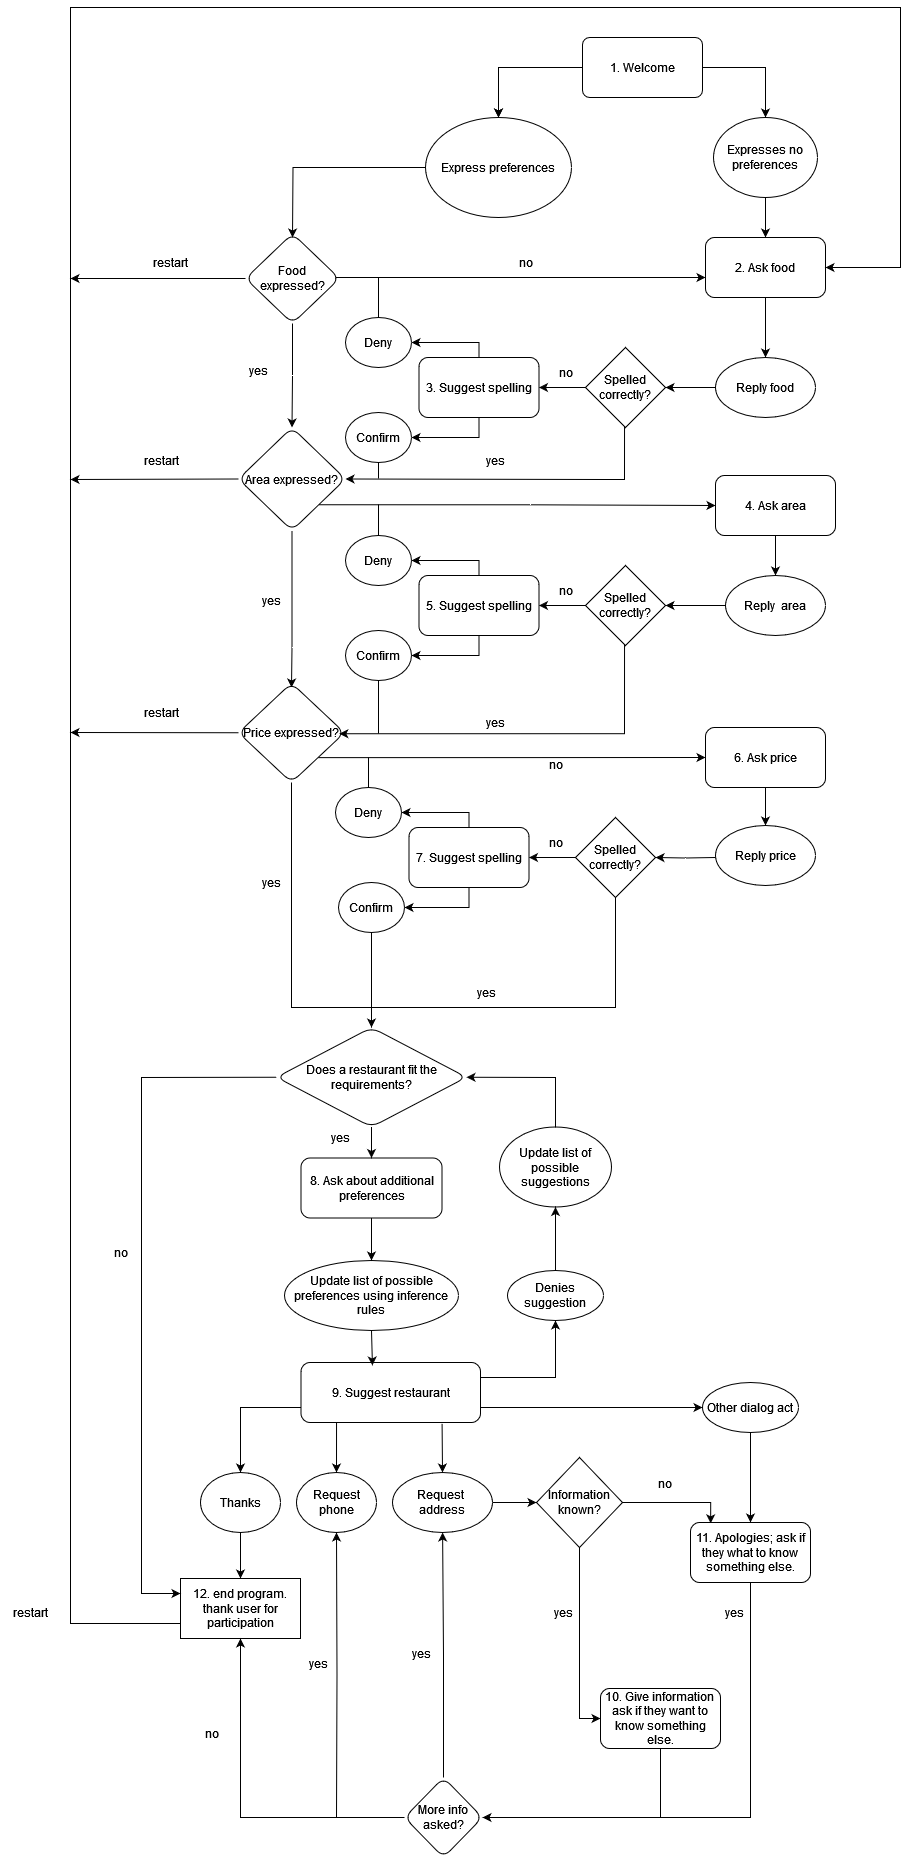 1. Welcome
Express preferences
Expresses no
preferences
restart
Food
expressed?
no
2. Ask food
Deny
yes
no
Spelled
correctly?
3. Suggest spelling
Reply food
Confirm
restart
yes
Area expressed?
4. Ask area
Deny
no
Spelled
correctly?
yes
5. Suggest spelling
Reply  area
Confirm
restart
yes
Price expressed?
no
6. Ask price
Deny
no
Spelled
correctly?
7. Suggest spelling
Reply price
yes
Confirm
yes
Does a restaurant fit the
requirements?
yes
Update list of
possible
suggestions
8. Ask about additional
preferences
no
Update list of possible
preferences using inference
rules
Denies
suggestion
9. Suggest restaurant
Other dialog act
no
Thanks
Request
phone
Request
address
Information
known?
11. Apologies; ask if
they what to know
something else.
12. end program.
thank user for
participation
restart
yes
yes
yes
yes
10. Give information
ask if they want to
know something
else.
no
More info
asked?